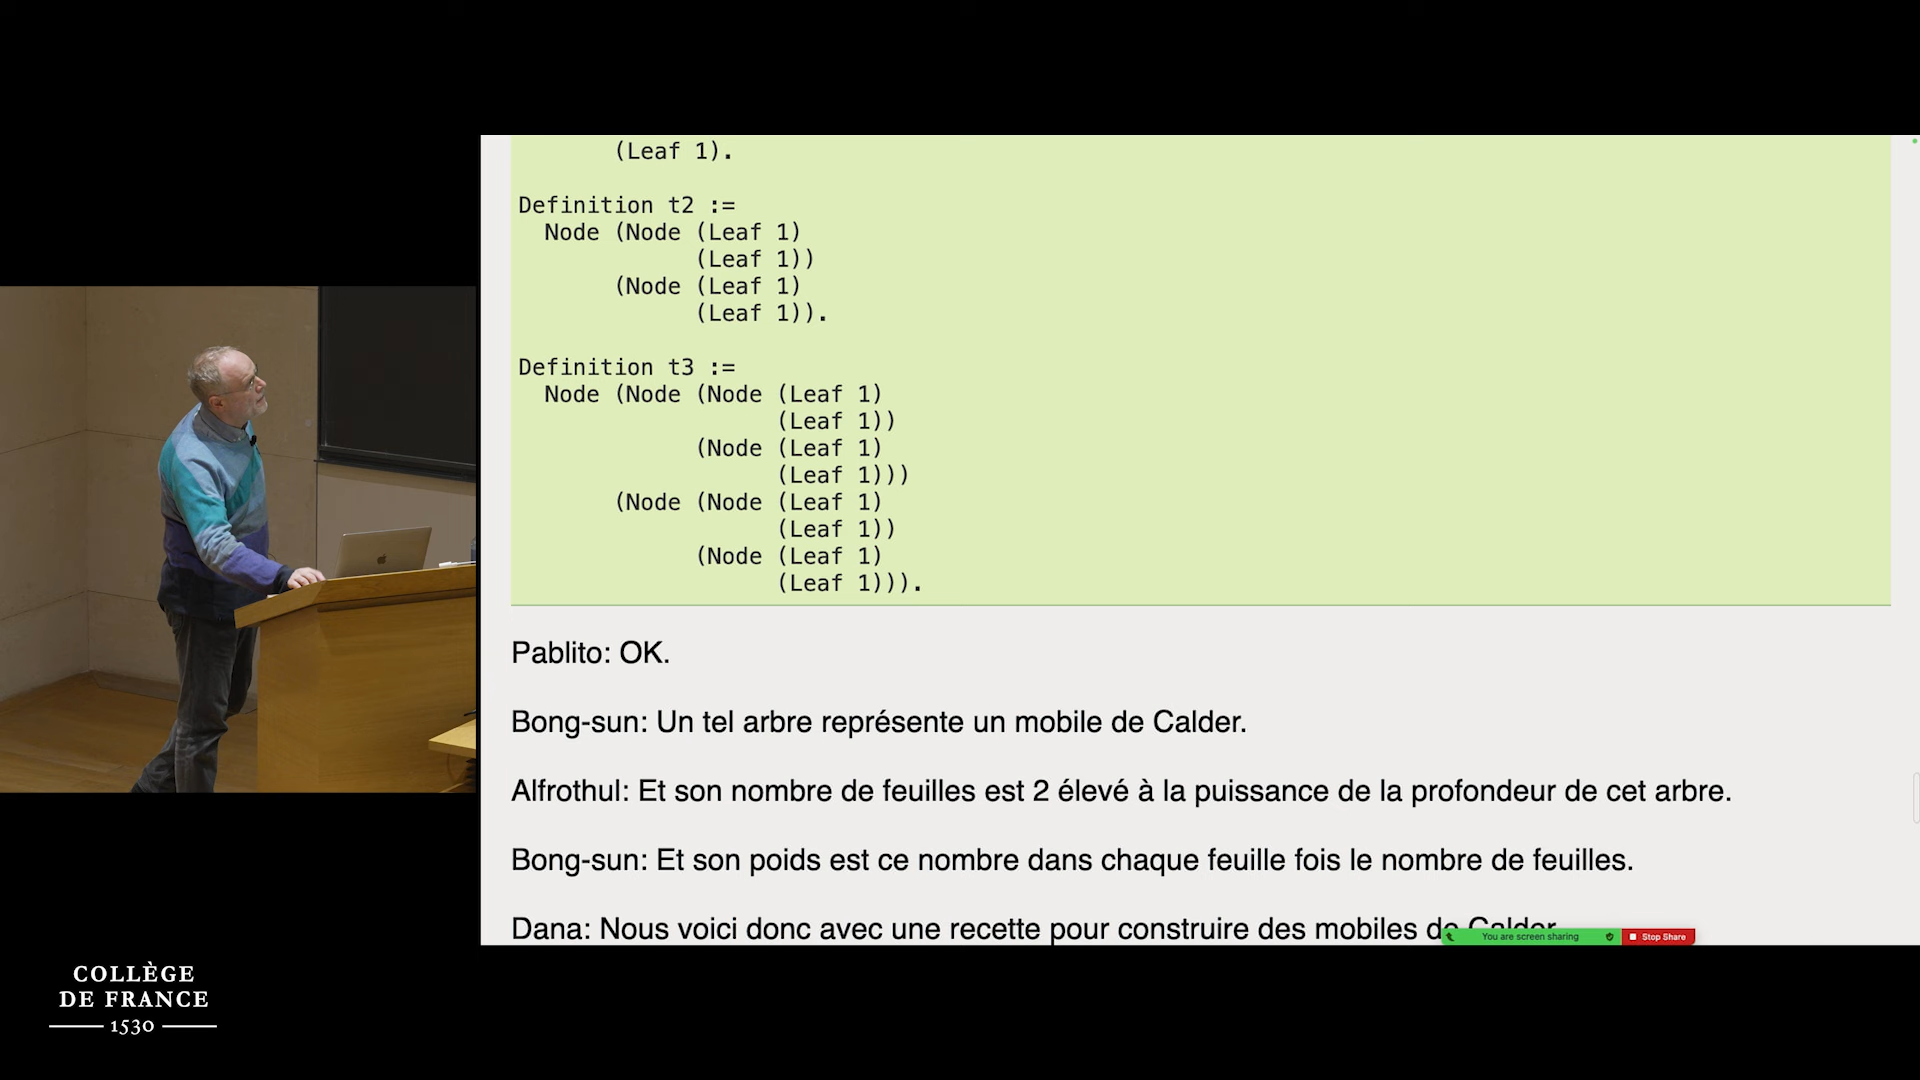 (Leaf 1).
Definition t2 :=
Node (Node (Leaf 1)
(Leaf 1))
(Node (Leaf 1)
(Leaf 1)).
Definition t3 :=
Node (Node (Node (Leaf 1)
(Leaf 1))
(Node (Leaf 1)
(Leaf 1)))
(Node (Node (Leaf 1)
(Leaf 1))
(Node (Leaf 1)
(Leaf 1))).
Pablito: OK.
Bong-sun: Un tel arbre représente un mobile de Calder.
Alfrothul: Et son nombre de feuilles est 2 élevé à la puissance de la profondeur de cet arbre.
Bong-sun: Et son poids est ce nombre dans chaque feuille fois le nombre de feuilles.
Dana: Nous voici donc avec une recette pour construire des mobiles de Calder
You are screen sharing
Stop Share
COLLÈGE
DE FRANCE
1530